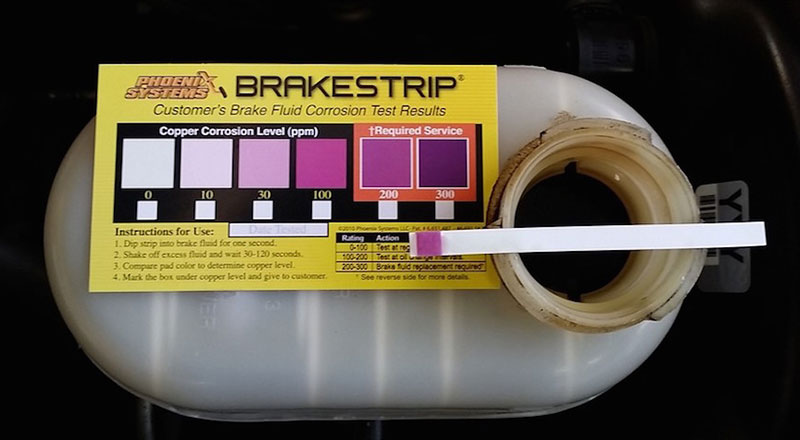 PHOENIX SYSTEMS BRAKESTRIP®
Customer's Brake Fluid Corrosion Test Results
Copper Corrosion Level (ppm) †Required Service
0 10 30 100 200 300
Instructions for Use:
Date Tested
1. Dip strip into brake fluid for one second.
2. Shake off excess fluid and wait 30-120 seconds.
3. Compare pad color to determine copper level.
4. Mark the box under copper level and give to customer.
©2010 Phoenix Systems LLC.
Rating Action
0-100 Test at
100-200 Test at oil change intervals.
200-300 Brake fluid replacement required†
* See reverse side for more details.